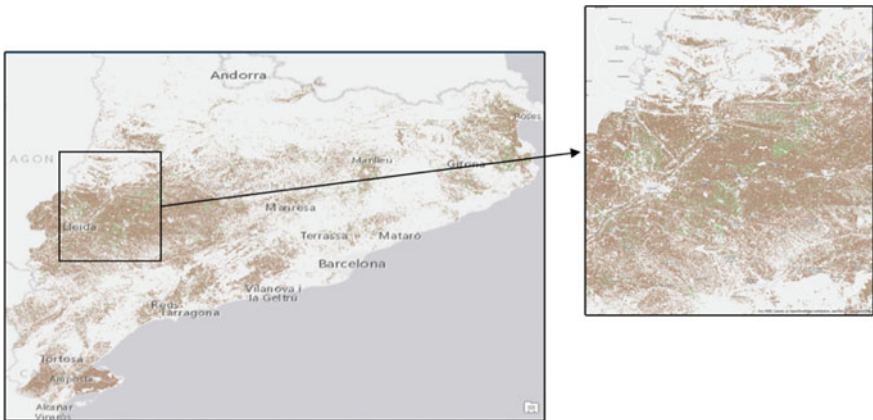 Andorra
Roses
AGON
Manlleu
Girona
Manresa
Lleida
Terrassa
Mataró
Barcelona
Vilanova i
la Geltrú
Reus
Tarragona
Tortosa
Amposta
Alcanar
Vinaròs